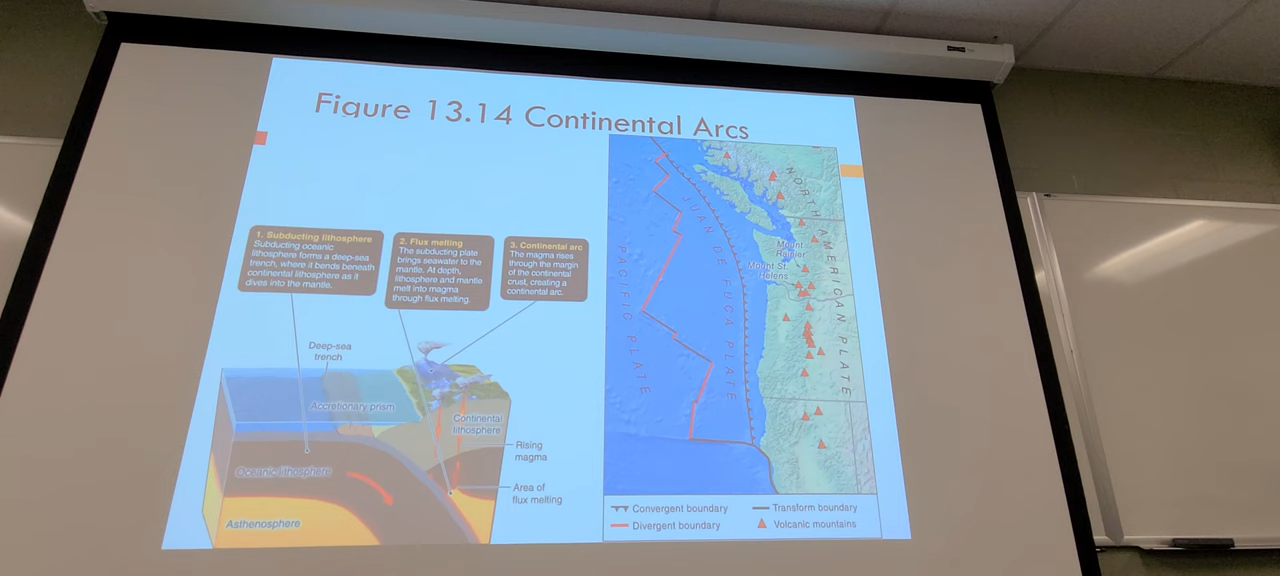 Figure 13.14 Continental Arcs
1. Subducting lithosphere
Subducting oceanic
lithosphere forms a deep-sea
trench, where it bends beneath
continental lithosphere as it
dives into the mantle.
2. Flux melting
The subducting plate
brings seawater to the
mantle. At depth,
lithosphere and mantle
melt into magma
through flux melting.
3. Continental arc
The magma rises
through the margin
of the continental
crust, creating a
continental arc.
Deep-sea
trench
Accretionary prism
Continental
lithosphere
Rising
magma
Oceanic lithosphere
Area of
flux melting
Asthenosphere
PACIFIC PLATE
JUAN DE FUCA PLATE
NORTH AMERICAN PLATE
Mount
Rainier
Mount St.
Helens
Convergent boundary
Transform boundary
Divergent boundary
Volcanic mountains